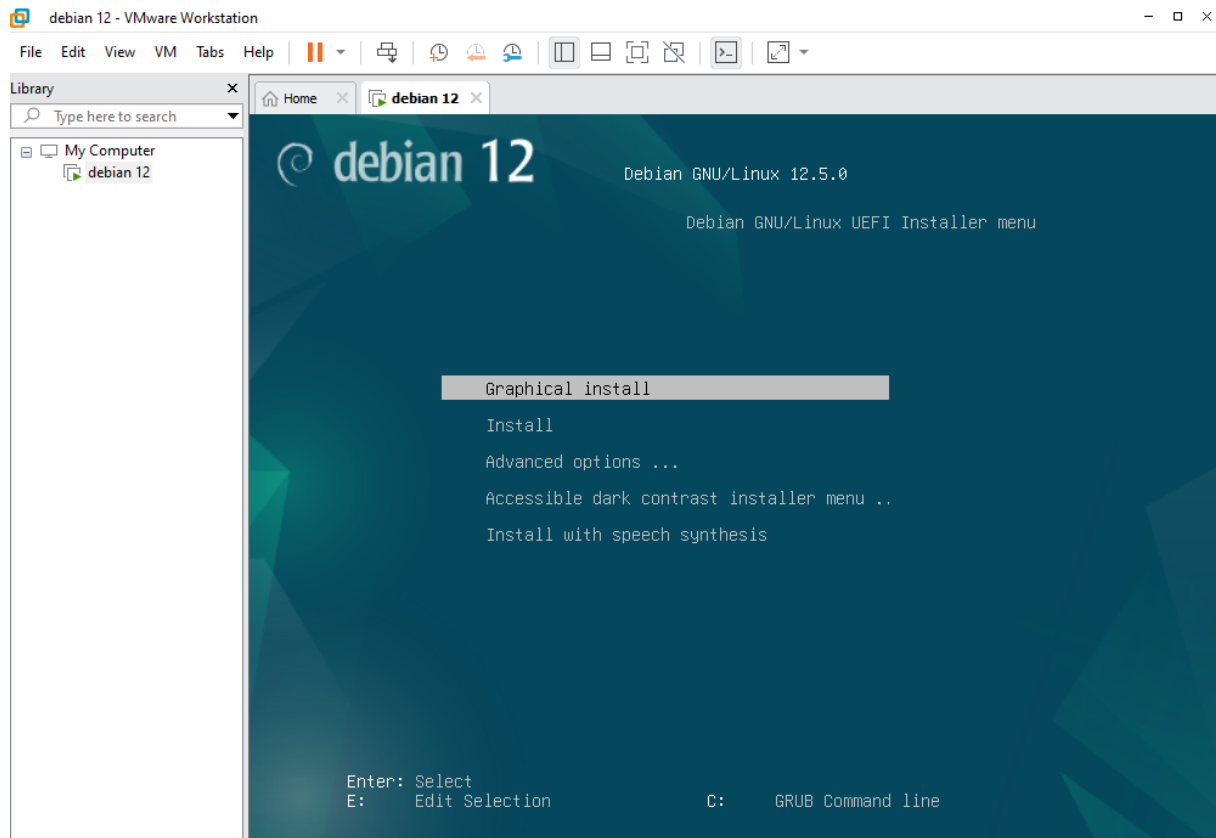 debian 12 - VMware Workstation
File Edit View VM Tabs Help
Library
Type here to search
My Computer
debian 12
Home
debian 12
debian 12
Debian GNU/Linux 12.5.0
Debian GNU/Linux UEFI Installer menu
Graphical install
Install
Advanced options ...
Accessible dark contrast installer menu ..
Install with speech synthesis
Enter: Select
E: Edit Selection C: GRUB Command line